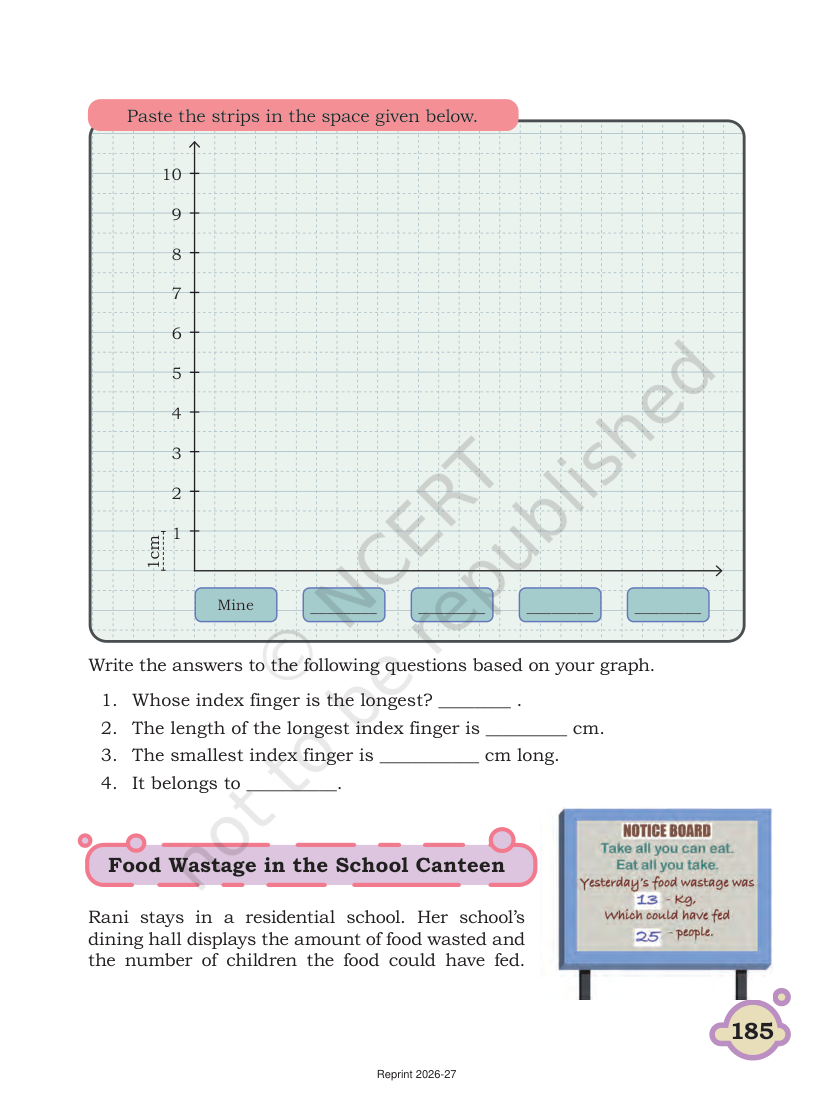 Paste the strips in the space given below.
10
9
8
7
6
5
4
3
2
1
1cm
Mine ________ ________ ________ ________
© NCERT
not to be republished
Write the answers to the following questions based on your graph.
1. Whose index finger is the longest? ________ .
2. The length of the longest index finger is _________ cm.
3. The smallest index finger is ___________ cm long.
4. It belongs to __________.
Food Wastage in the School Canteen
Rani stays in a residential school. Her school's
dining hall displays the amount of food wasted and
the number of children the food could have fed.
NOTICE BOARD
Take all you can eat.
Eat all you take.
Yesterday's food wastage was
13 - Kg,
Which could have fed
25 - people.
185
Reprint 2026-27